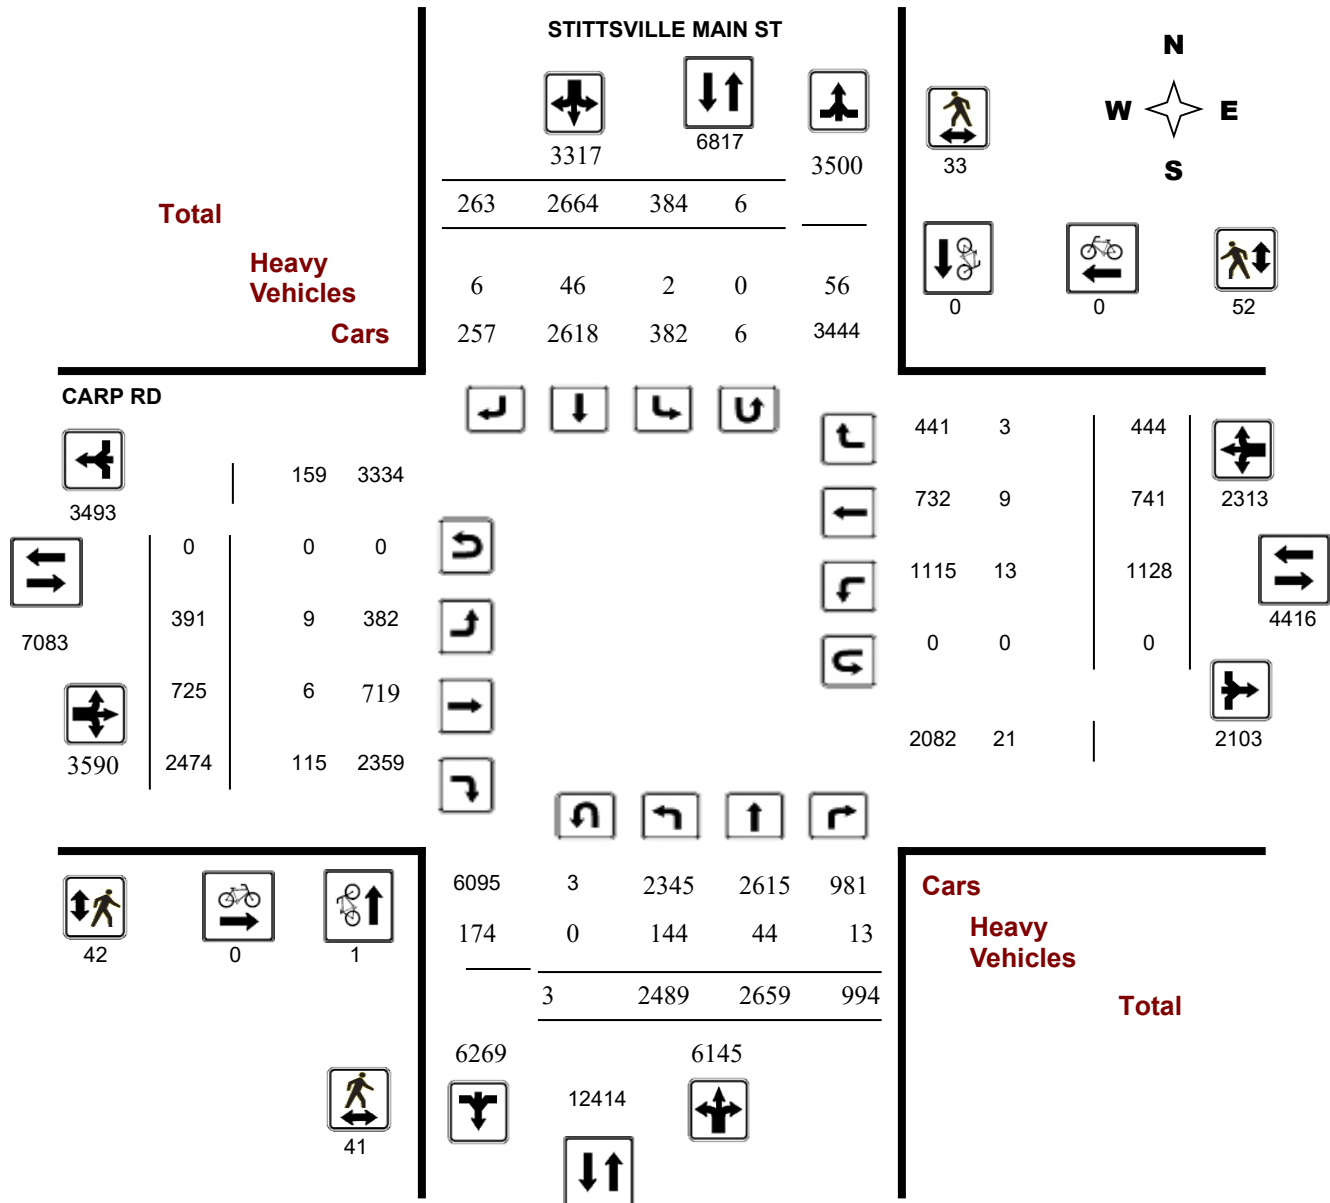 STITTSVILLE MAIN ST
N
W E
S
3317 6817 3500 33
Total 263 2664 384 6
Heavy
Vehicles 6 46 2 0 56
0 0 52
Cars 257 2618 382 6 3444
CARP RD
441 3 444
159 3334
3493
732 9 741 2313
0 0 0
1115 13 1128
391 9 382
4416
7083
0 0 0
725 6 719
2082 21 2103
3590 2474 115 2359
6095 3 2345 2615 981 Cars
174 0 144 44 13 Heavy
Vehicles
42 0 1
3 2489 2659 994 Total
6269 6145
12414
41